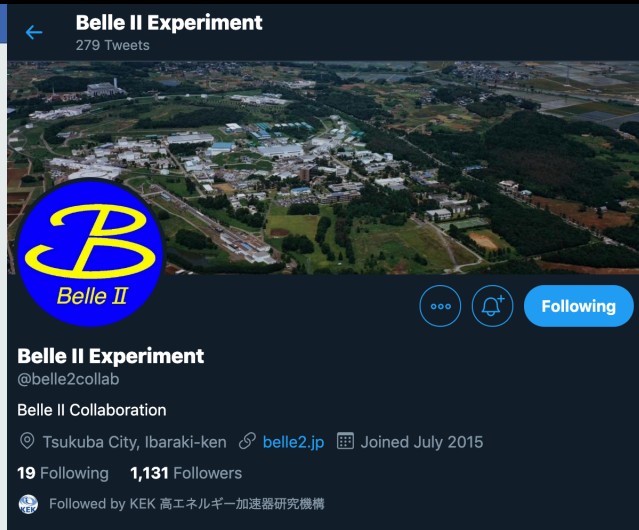 Belle II Experiment
279 Tweets
B
Belle II
Following
Belle II Experiment
@belle2collab
Belle II Collaboration
Tsukuba City, Ibaraki-ken belle2.jp Joined July 2015
19 Following 1,131 Followers
KEK Followed by KEK 高エネルギー加速器研究機構